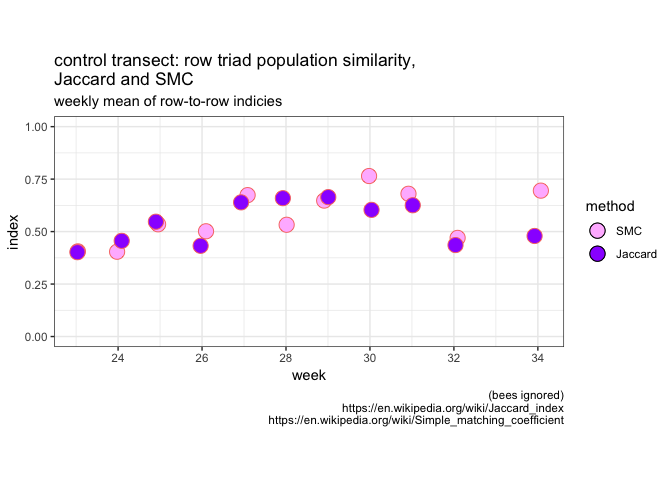 control transect: row triad population similarity,
Jaccard and SMC
weekly mean of row-to-row indicies
1.00
0.75
0.50
0.25
0.00
index
24 26 28 30 32 34
week
method
SMC
Jaccard
(bees ignored)
https://en.wikipedia.org/wiki/Jaccard_index
https://en.wikipedia.org/wiki/Simple_matching_coefficient